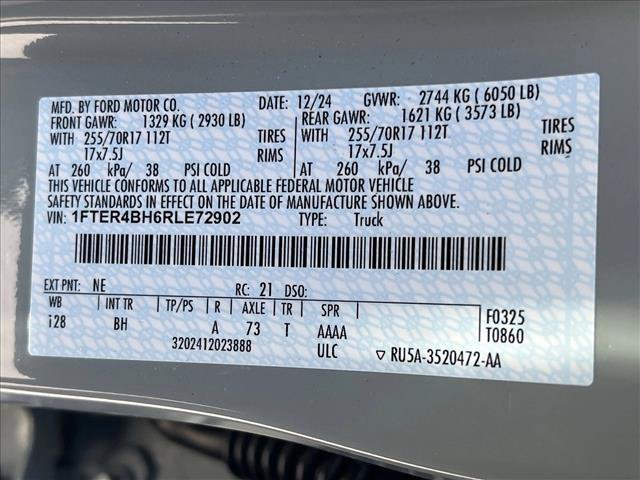 MFD. BY FORD MOTOR CO. DATE: 12/24 GVWR: 2744 KG ( 6050 LB)
FRONT GAWR: 1329 KG ( 2930 LB) REAR GAWR: 1621 KG ( 3573 LB)
WITH 255/70R17 112T TIRES WITH 255/70R17 112T TIRES
17x7.5J RIMS 17x7.5J RIMS
AT 260 kPa/ 38 PSI COLD AT 260 kPa/ 38 PSI COLD
THIS VEHICLE CONFORMS TO ALL APPLICABLE FEDERAL MOTOR VEHICLE
SAFETY STANDARDS IN EFFECT ON THE DATE OF MANUFACTURE SHOWN ABOVE.
VIN: 1FTER4BH6RLE72902 TYPE: Truck
EXT PNT: NE RC: 21 DSO:
WB INT TR TP/PS R AXLE TR SPR F0325
i28 BH A 73 T AAAA T0860
3202412023888 ULC RU5A-3520472-AA